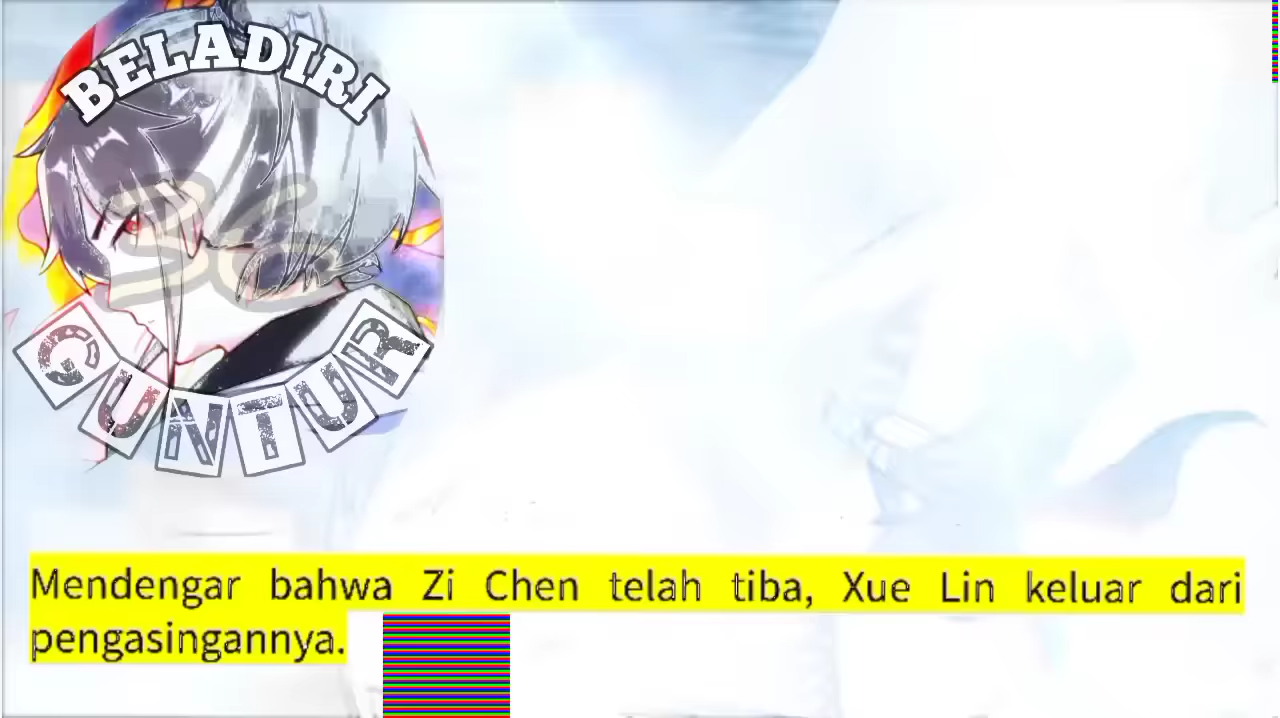 BELADIRI
GUNTUR
Mendengar bahwa Zi Chen telah tiba, Xue Lin keluar dari
pengasingannya.